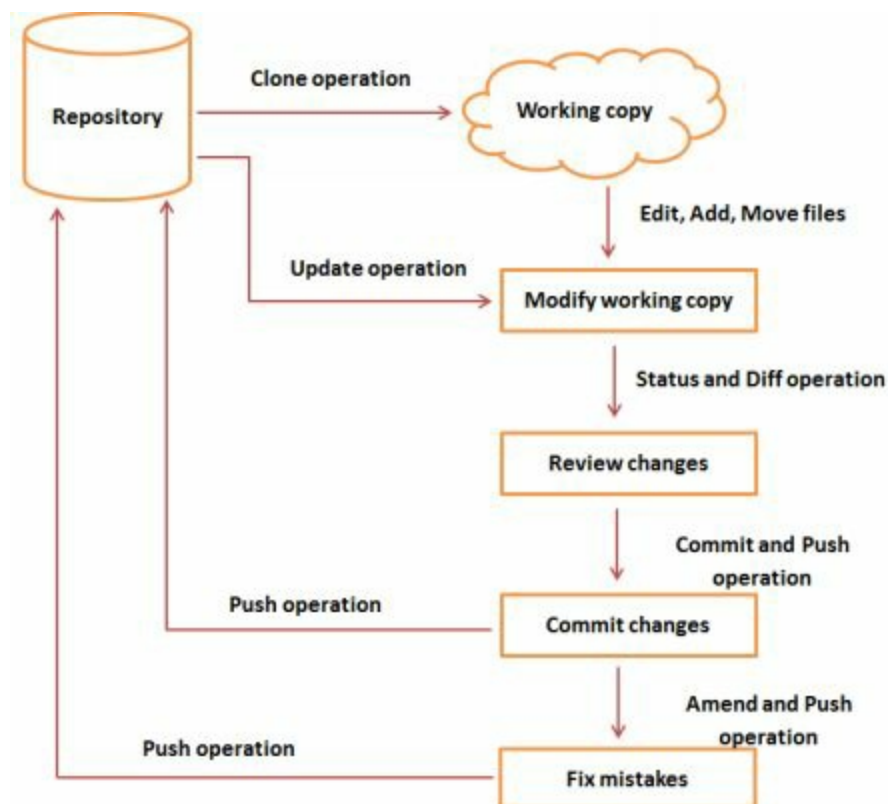 Clone operation
Repository
Working copy
Edit, Add, Move files
Update operation
Modify working copy
Status and Diff operation
Review changes
Commit and Push
operation
Push operation
Commit changes
Amend and Push
operation
Push operation
Fix mistakes